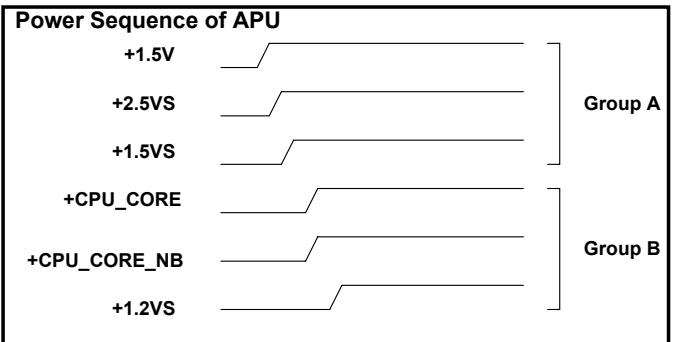 Power Sequence of APU
+1.5V
+2.5VS
Group A
+1.5VS
+CPU_CORE
+CPU_CORE_NB
Group B
+1.2VS